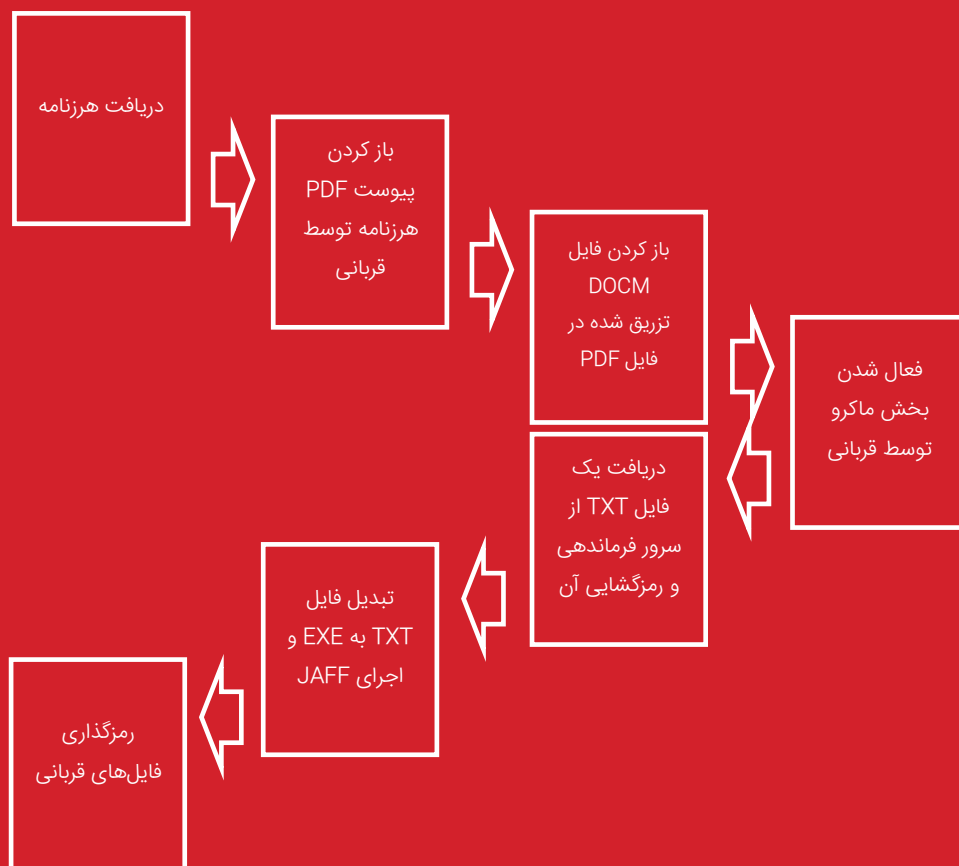 دریافت هرزنامه
باز کردن
پیوست PDF
هرزنامه توسط
قربانی
باز کردن فایل
DOCM
تزریق شده در
فایل PDF
فعال شدن
بخش ماکرو
توسط قربانی
دریافت یک
فایل TXT از
سرور فرماندهی
و رمزگشایی آن
تبدیل فایل
TXT به EXE و
اجرای JAFF
رمزگذاری
فایل‌های قربانی